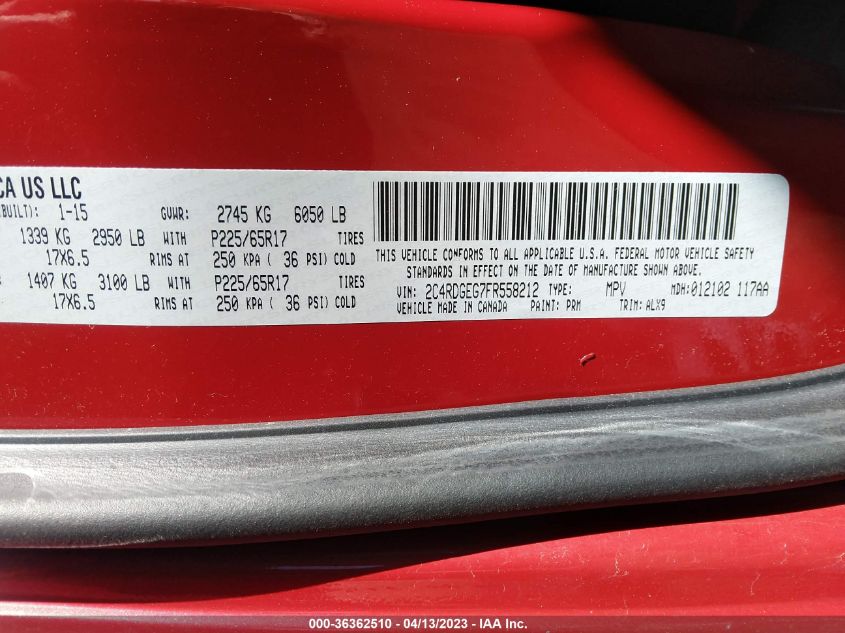 CA US LLC
BUILT): 1-15 GVWR: 2745 KG 6050 LB
1339 KG 2950 LB WITH P225/65R17 TIRES
17X6.5 RIMS AT 250 KPA ( 36 PSI) COLD
1407 KG 3100 LB WITH P225/65R17 TIRES
17X6.5 RIMS AT 250 KPA ( 36 PSI) COLD
THIS VEHICLE CONFORMS TO ALL APPLICABLE U.S.A. FEDERAL MOTOR VEHICLE SAFETY
STANDARDS IN EFFECT ON THE DATE OF MANUFACTURE SHOWN ABOVE.
VIN: 2C4RDGEG7FR558212 TYPE: MPV MDH:012102 117AA
VEHICLE MADE IN CANADA PAINT: PRM TRIM: ALX9
000-36362510 - 04/13/2023 - IAA Inc.